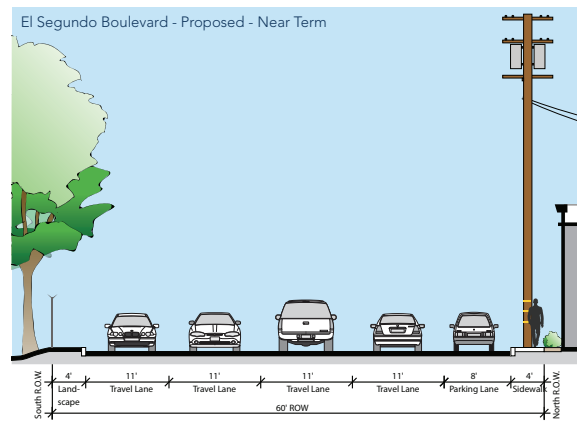 El Segundo Boulevard - Proposed - Near Term
South R.O.W.
4' 11' 11' 11' 11' 8' 4'
Land-
scape
Travel Lane Travel Lane Travel Lane Travel Lane Parking Lane Sidewalk
60' ROW
North R.O.W.